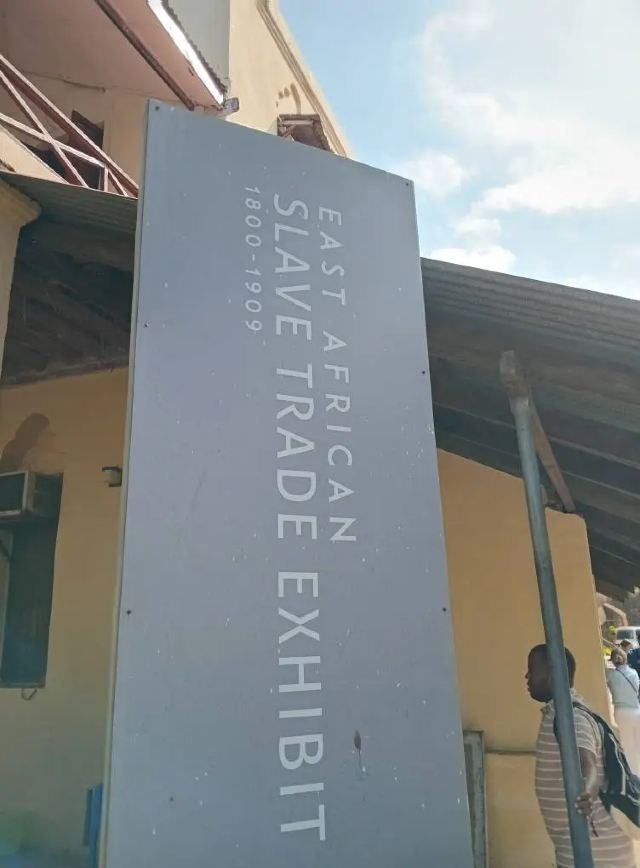 EAST AFRICAN
SLAVE TRADE EXHIBIT
1800-1909